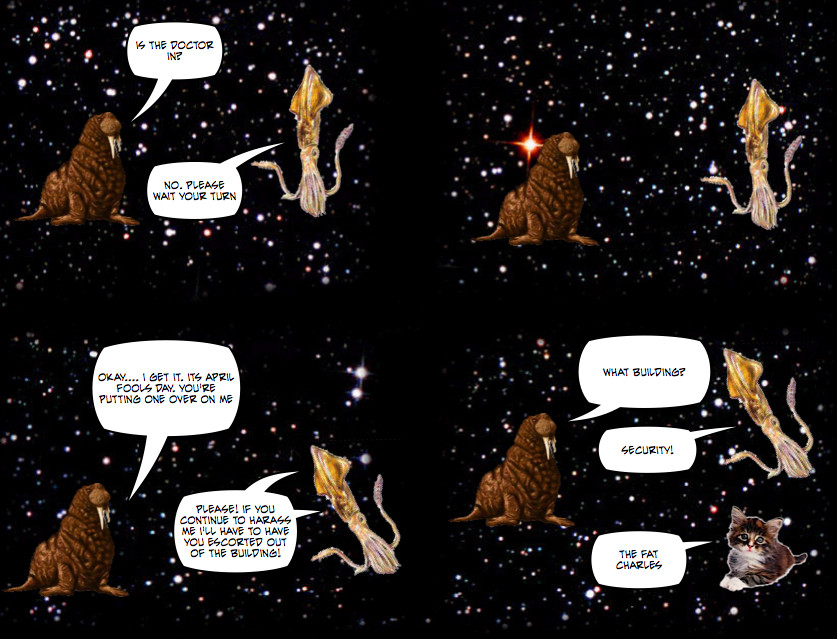 IS THE DOCTOR
IN?
NO. PLEASE
WAIT YOUR TURN
OKAY.... I GET IT. ITS APRIL
FOOLS DAY. YOU'RE
PUTTING ONE OVER ON ME
PLEASE! IF YOU
CONTINUE TO HARASS
ME I'LL HAVE TO HAVE
YOU ESCORTED OUT
OF THE BUILDING!
WHAT BUILDING?
SECURITY!
THE FAT
CHARLES